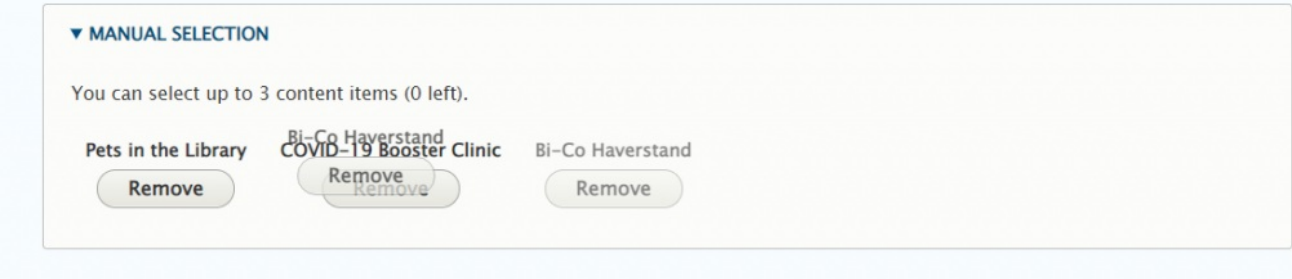 MANUAL SELECTION
You can select up to 3 content items (0 left).
Bi-Co Haverstand
Pets in the Library COVID-19 Booster Clinic Bi-Co Haverstand
Remove
Remove Remove Remove